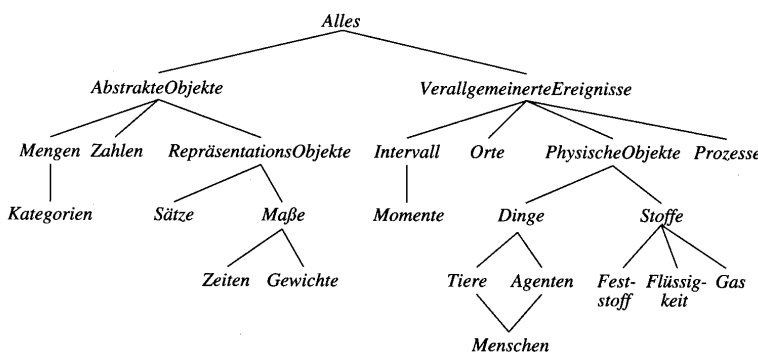 Alles
AbstrakteObjekte VerallgemeinerteEreignisse
Mengen Zahlen RepräsentationsObjekte Intervall Orte PhysischeObjekte Prozesse
Kategorien Sätze Maße Momente Dinge Stoffe
Zeiten Gewichte Tiere Agenten Fest- Flüssig- Gas
stoff keit
Menschen